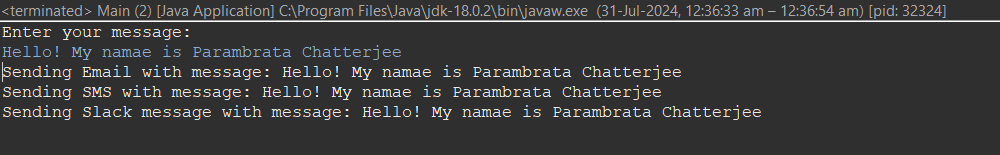 <terminated> Main (2) [Java Application] C:\Program Files\Java\jdk-18.0.2\bin\javaw.exe (31-Jul-2024, 12:36:33 am – 12:36:54 am) [pid: 32324]
Enter your message:
Hello! My namae is Parambrata Chatterjee
Sending Email with message: Hello! My namae is Parambrata Chatterjee
Sending SMS with message: Hello! My namae is Parambrata Chatterjee
Sending Slack message with message: Hello! My namae is Parambrata Chatterjee